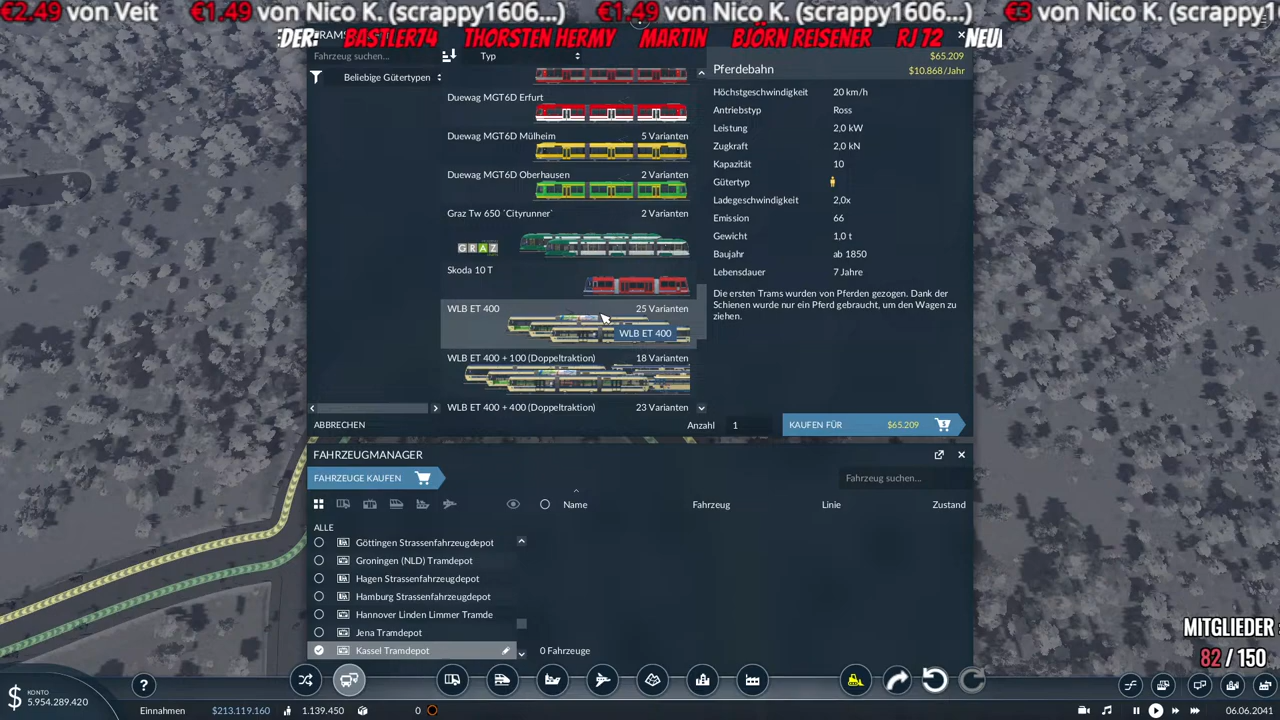 €2.49 von Veit €1.49 von Nico K. (scrappy1606...) €1.49 von Nico K. (scrappy1606...) €3 von Nico K. (scrappy1
DER: BASTLER74 THORSTEN HERMY MARTIN BJÖRN REISENER RJ 72 NEU
Fahrzeug suchen... Typ
$65.209
Pferdebahn
$10.868/Jahr
Beliebige Gütertypen
Höchstgeschwindigkeit 20 km/h
Antriebstyp Ross
Leistung 2,0 kW
Zugkraft 2,0 kN
Kapazität 10
Gütertyp
Ladegeschwindigkeit 2,0x
Emission 66
Gewicht 1,0 t
Baujahr ab 1850
Lebensdauer 7 Jahre
Die ersten Trams wurden von Pferden gezogen. Dank der
Schienen wurde nur ein Pferd gebraucht, um den Wagen zu
ziehen.
Duewag MGT6D Erfurt
Duewag MGT6D Mülheim 5 Varianten
Duewag MGT6D Oberhausen 2 Varianten
Graz Tw 650 `Cityrunner` 2 Varianten
GRAZ
Skoda 10 T
WLB ET 400 25 Varianten
WLB ET 400
WLB ET 400 + 100 (Doppeltraktion) 18 Varianten
WLB ET 400 + 400 (Doppeltraktion) 23 Varianten
ABBRECHEN Anzahl 1 KAUFEN FÜR $65.209
FAHRZEUGMANAGER
FAHRZEUGE KAUFEN Fahrzeug suchen...
Name Fahrzeug Linie Zustand
ALLE
Göttingen Strassenfahrzeugdepot
Groningen (NLD) Tramdepot
Hagen Strassenfahrzeugdepot
Hamburg Strassenfahrzeugdepot
Hannover Linden Limmer Tramde
Jena Tramdepot
Kassel Tramdepot 0 Fahrzeuge
MITGLIEDER
82 / 150
?
$ KONTO
5.954.289.420
Einnahmen $213.119.160 1.139.450 0
06.06.2041